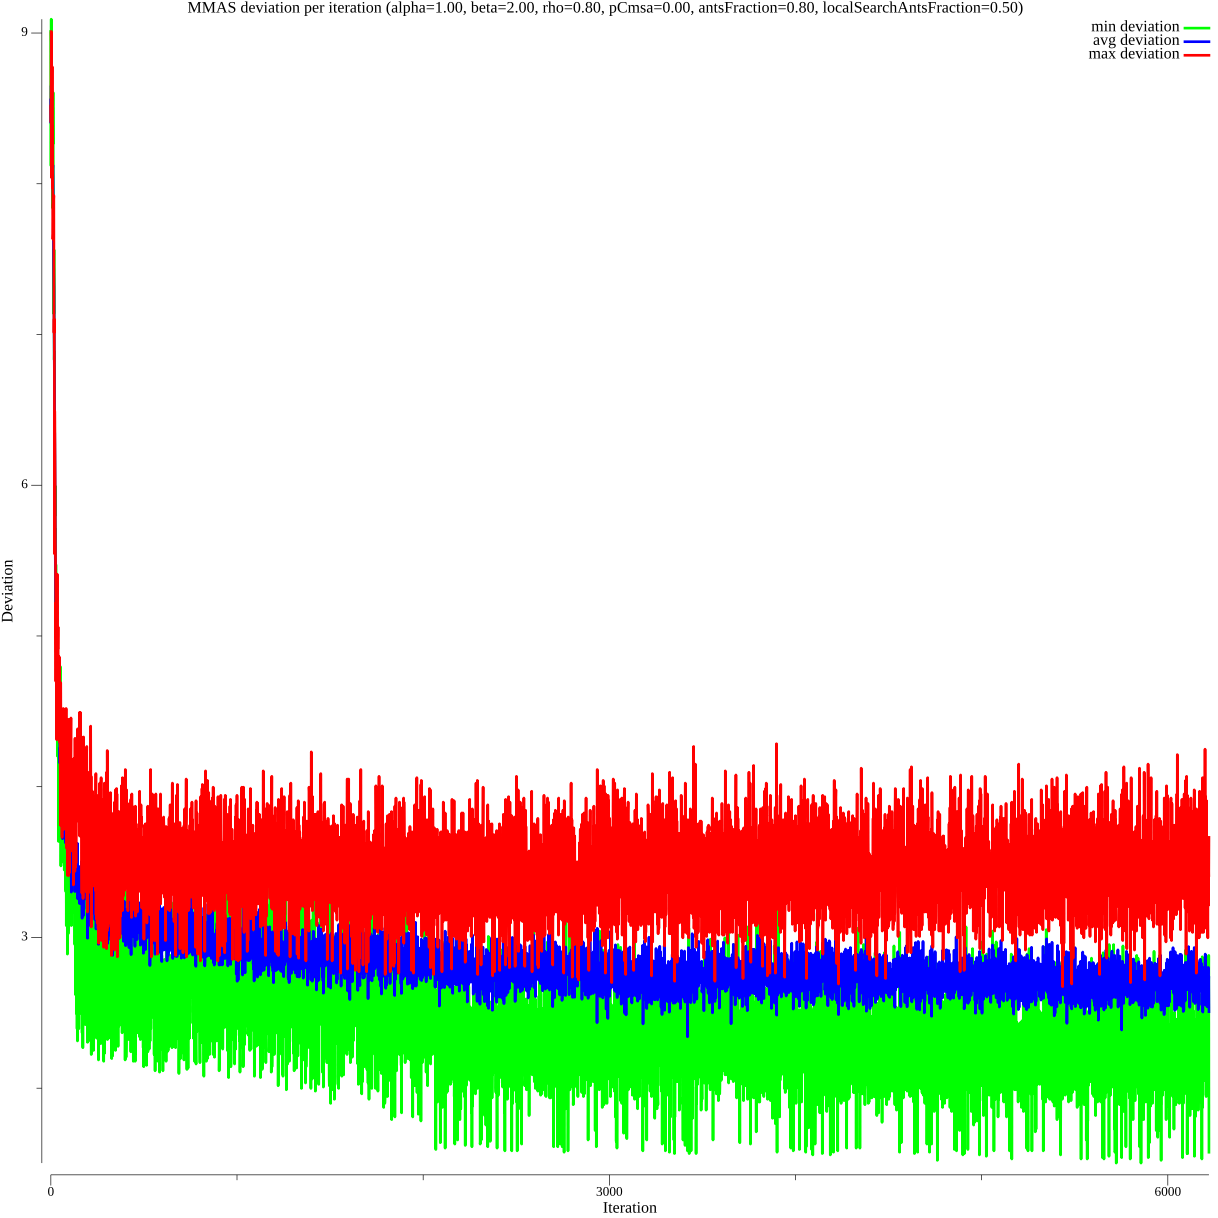 MMAS deviation per iteration (alpha=1.00, beta=2.00, rho=0.80, pCmsa=0.00, antsFraction=0.80, localSearchAntsFraction=0.50)
min deviation
avg deviation
max deviation
9
6
3
Deviation
0 3000 6000
Iteration